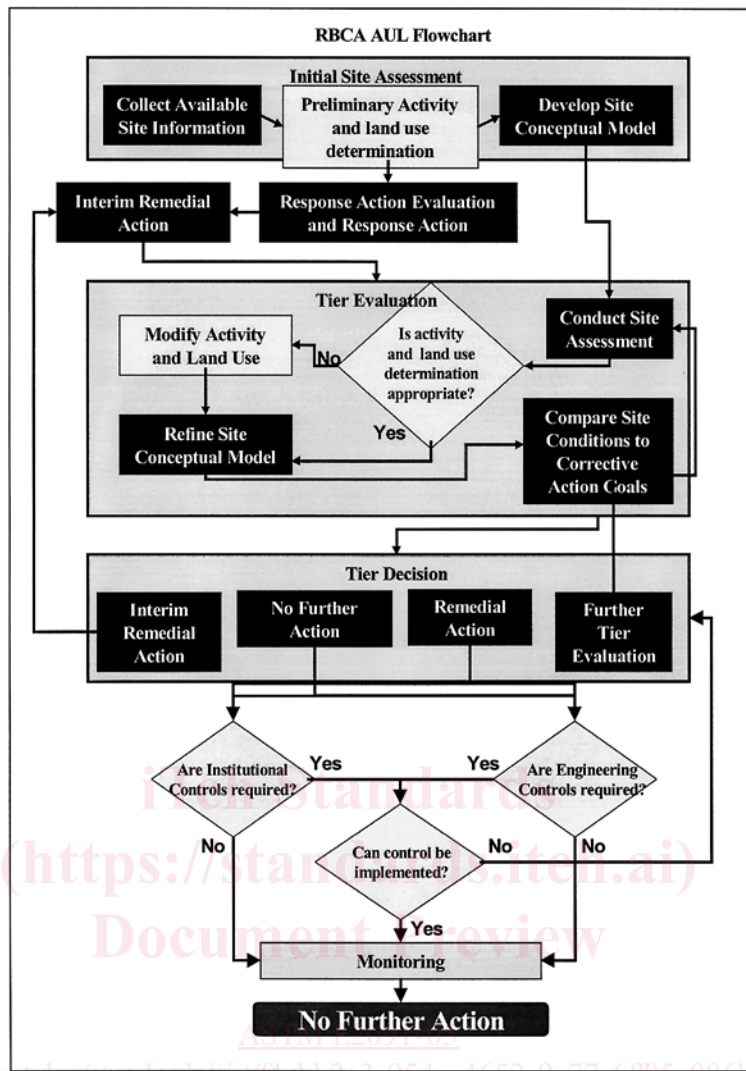 RBCA AUL Flowchart
Initial Site Assessment
Collect Available
Site Information
Preliminary Activity
and land use
determination
Develop Site
Conceptual Model
Interim Remedial
Action
Response Action Evaluation
and Response Action
Tier Evaluation
Modify Activity
and Land Use
No
Is activity
and land use
determination
appropriate?
Conduct Site
Assessment
Yes
Refine Site
Conceptual Model
Compare Site
Conditions to
Corrective
Action Goals
Tier Decision
Interim
Remedial
Action
No Further
Action
Remedial
Action
Further
Tier
Evaluation
Are Institutional
Controls required?
Yes
Yes
Are Engineering
Controls required?
No
Can control be
implemented?
No
No
Yes
Monitoring
No Further Action
iTeh Standards
(https://standards.iteh.ai)
Document Preview